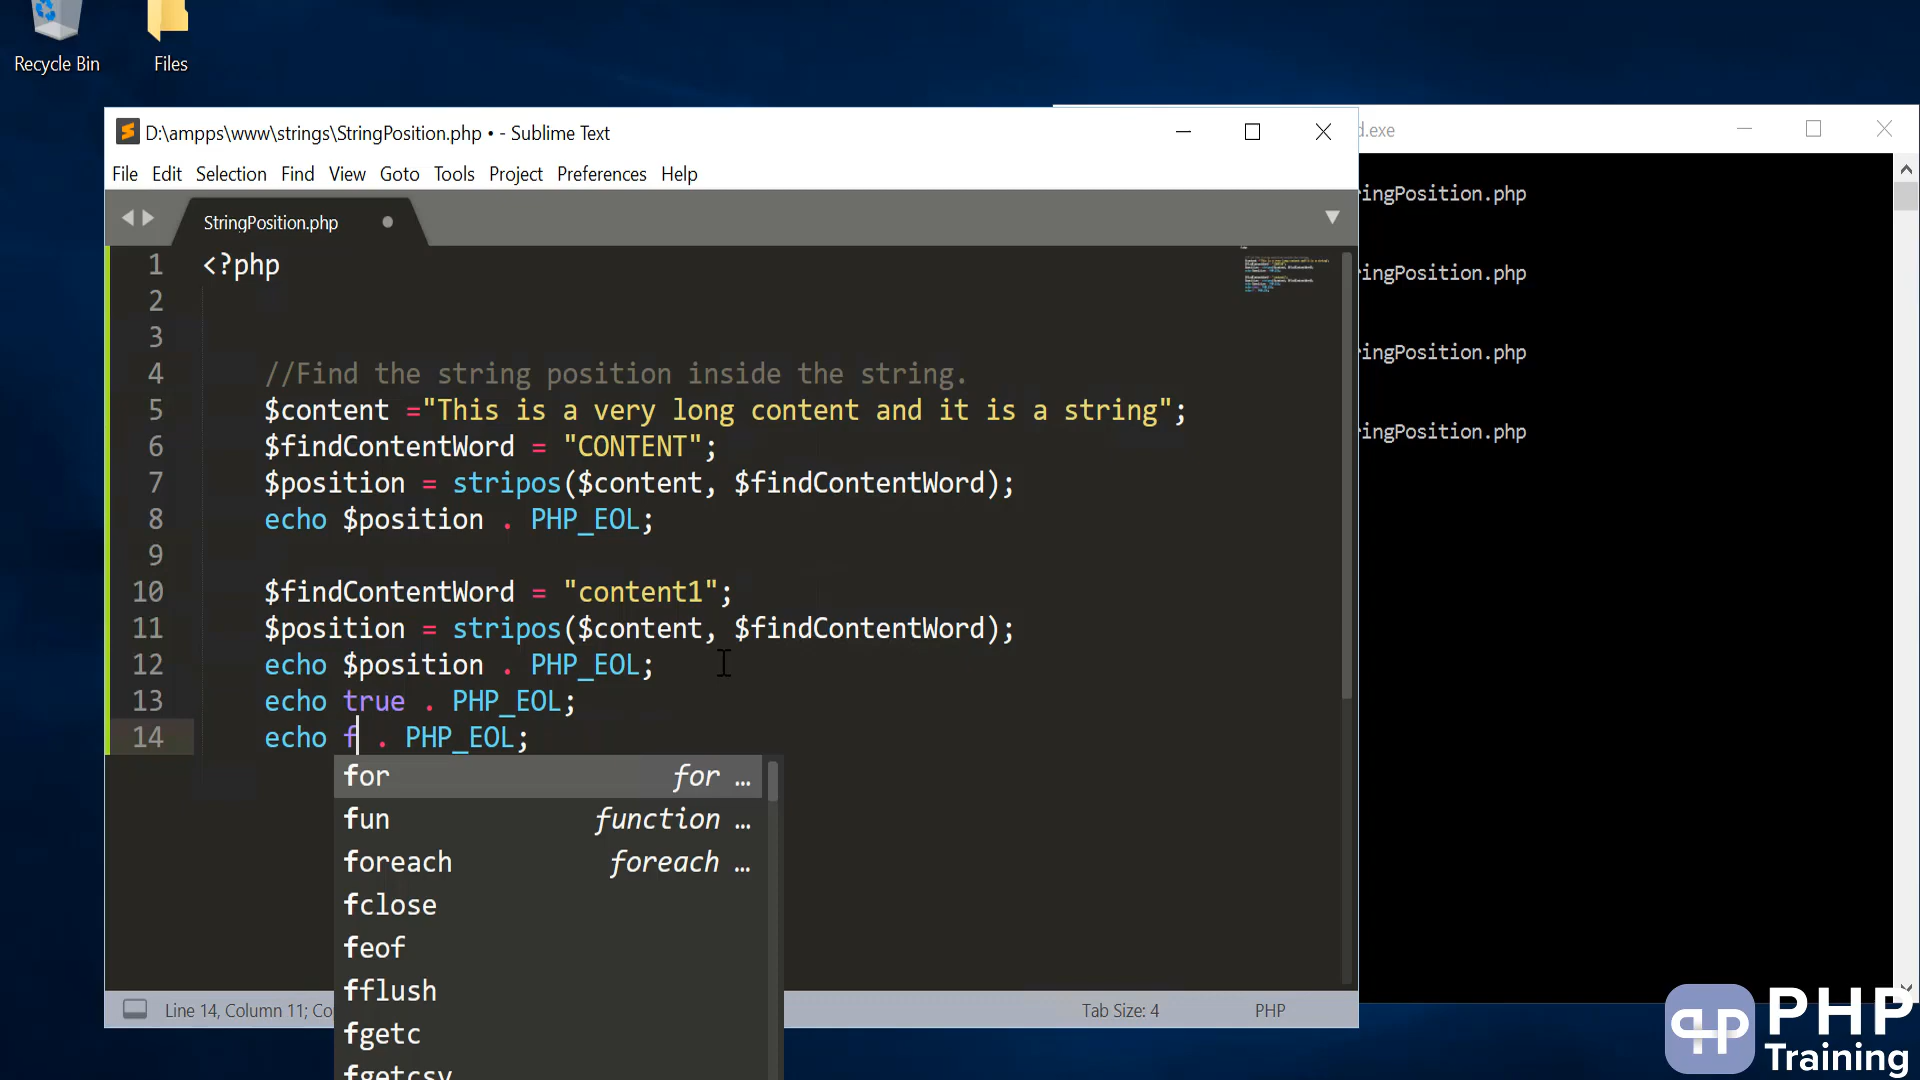 Recycle Bin
Files
D:\ampps\www\strings\StringPosition.php • - Sublime Text
d.exe
File Edit Selection Find View Goto Tools Project Preferences Help
StringPosition.php
1 <?php
2
3
4 //Find the string position inside the string.
5 $content ="This is a very long content and it is a string";
6 $findContentWord = "CONTENT";
7 $position = stripos($content, $findContentWord);
8 echo $position . PHP_EOL;
9
10 $findContentWord = "content1";
11 $position = stripos($content, $findContentWord);
12 echo $position . PHP_EOL;
13 echo true . PHP_EOL;
14 echo f . PHP_EOL;
for for …
fun function …
foreach foreach …
fclose
feof
fflush
fgetc
fgetcsv
ingPosition.php
ingPosition.php
ingPosition.php
ingPosition.php
Line 14, Column 11; Co
Tab Size: 4
PHP
PHP
Training